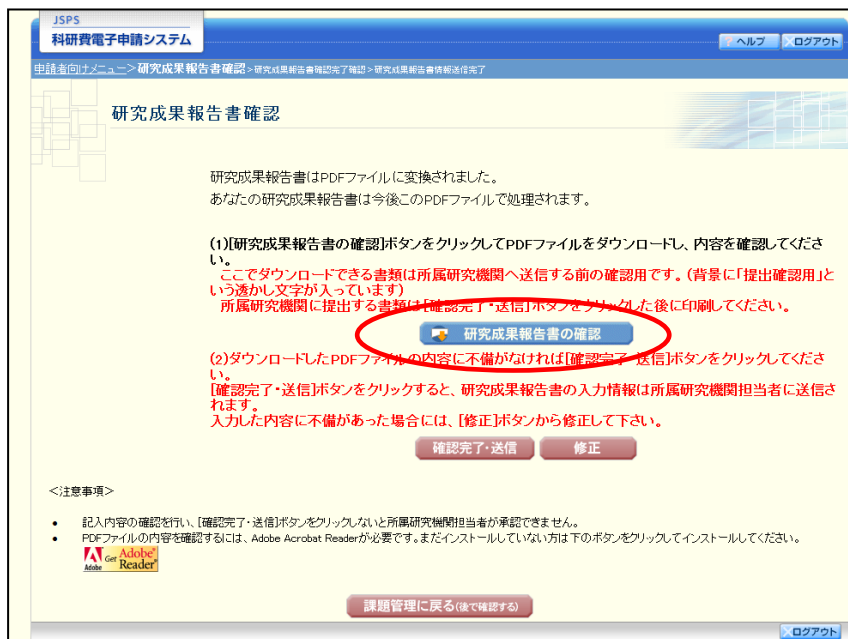 JSPS
科研費電子申請システム
ヘルプ
ログアウト
申請者向けメニュー>研究成果報告書確認>研究成果報告書確認完了確認>研究成果報告書情報送信完了
研究成果報告書確認
研究成果報告書はPDFファイルに変換されました。
あなたの研究成果報告書は今後このPDFファイルで処理されます。
(1)[研究成果報告書の確認]ボタンをクリックしてPDFファイルをダウンロードし、内容を確認してくださ
い。
ここでダウンロードできる書類は所属研究機関へ送信する前の確認用です。(背景に「提出確認用」と
いう透かし文字が入っています)
所属研究機関に提出する書類は[確認完了・送信]ボタンをクリックした後に印刷してください。
研究成果報告書の確認
(2)ダウンロードしたPDFファイルの内容に不備がなければ[確認完了・送信]ボタンをクリックしてくださ
い。
[確認完了・送信]ボタンをクリックすると、研究成果報告書の入力情報は所属研究機関担当者に送信さ
れます。
入力した内容に不備があった場合には、[修正]ボタンから修正して下さい。
確認完了・送信
修正
<注意事項>
• 記入内容の確認を行い、[確認完了・送信]ボタンをクリックしないと所属研究機関担当者が承認できません。
• PDFファイルの内容を確認するには、Adobe Acrobat Readerが必要です。まだインストールしていない方は下のボタンをクリックしてインストールしてください。
Adobe
Get Adobe® Reader®
課題管理に戻る(後で確認する)
ログアウト